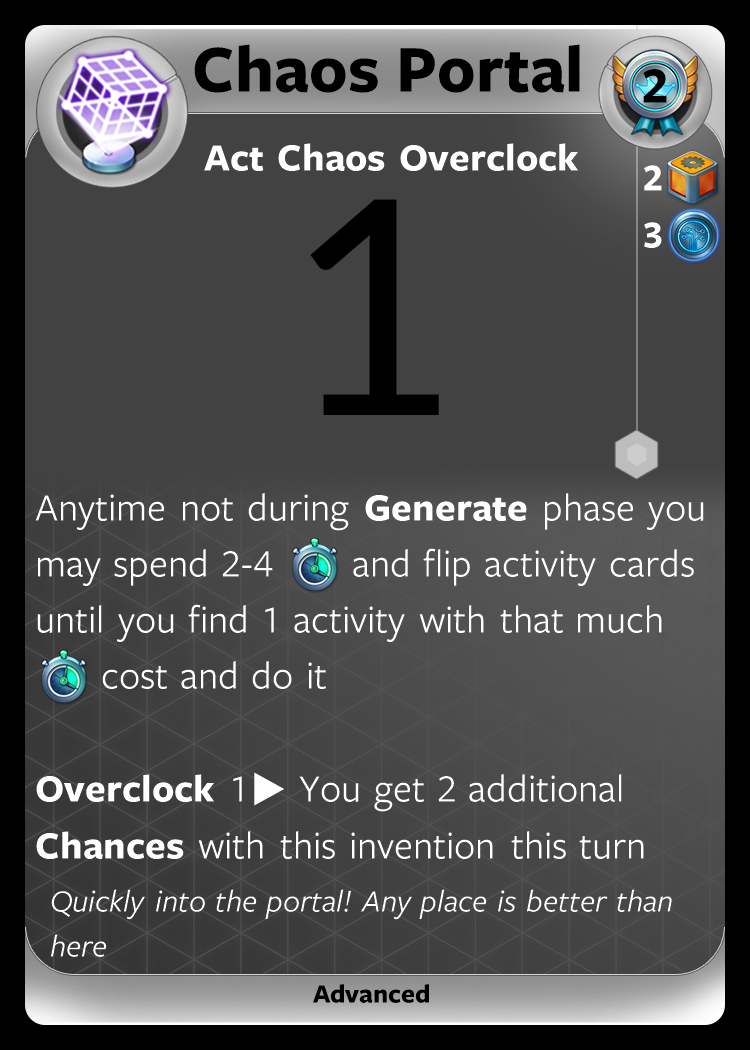 Chaos Portal
2
Act Chaos Overclock
2
3
1
Anytime not during Generate phase you
may spend 2-4 and flip activity cards
until you find 1 activity with that much
cost and do it
Overclock 1▶ You get 2 additional
Chances with this invention this turn
Quickly into the portal! Any place is better than
here
Advanced